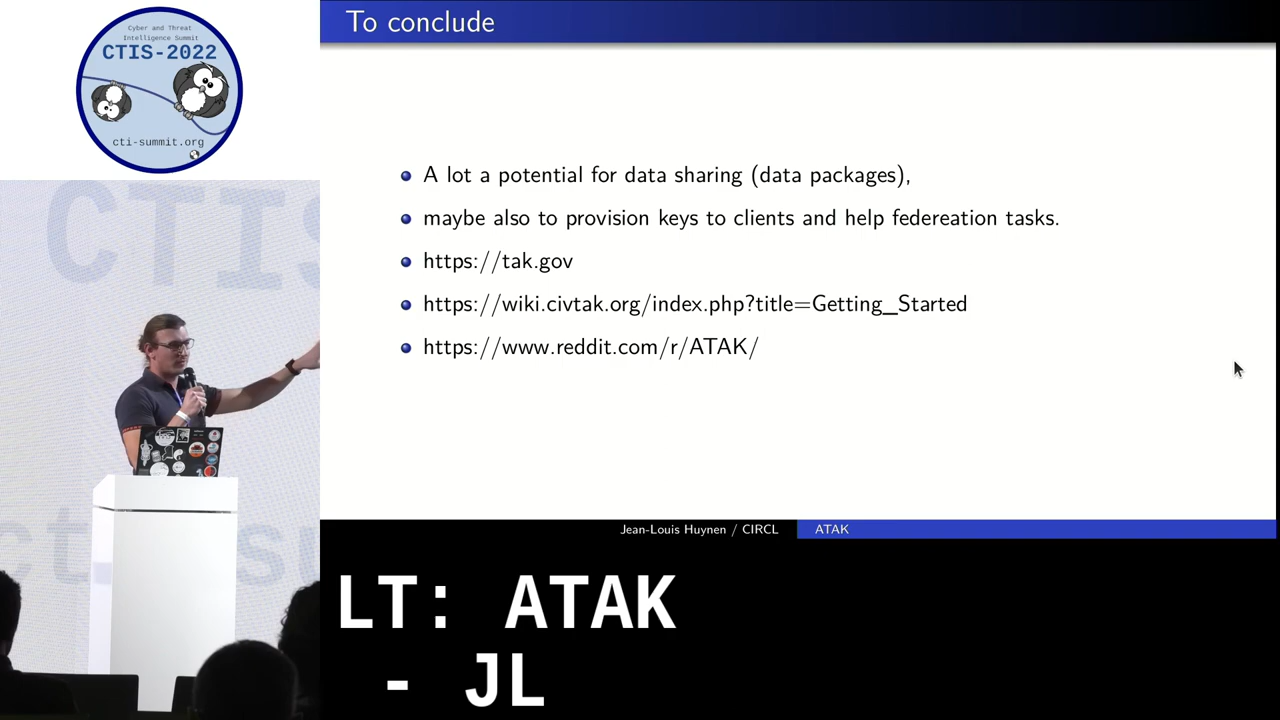 Cyber and Threat
Intelligence Summit
CTIS-2022
cti-summit.org
To conclude
A lot a potential for data sharing (data packages),
maybe also to provision keys to clients and help federeation tasks.
https://tak.gov
https://wiki.civtak.org/index.php?title=Getting_Started
https://www.reddit.com/r/ATAK/
Jean-Louis Huynen / CIRCL
ATAK
LT: ATAK
- JL
CTIS